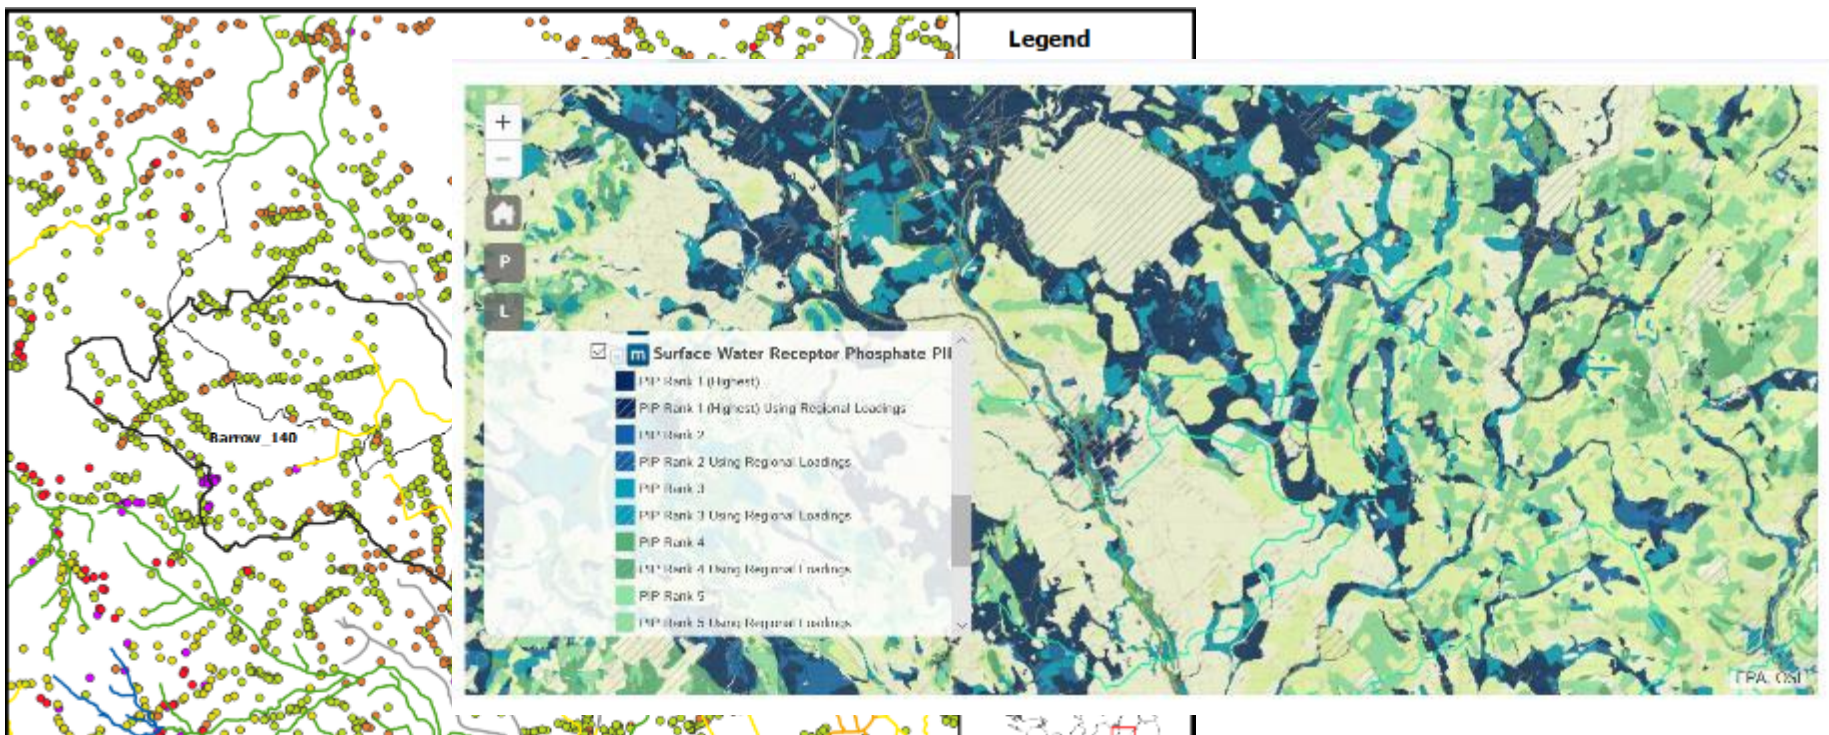 Legend
+
−
P
L
Surface Water Receptor Phosphate PI
PIP Rank 1 (Highest)
PIP Rank 1 (Highest) Using Regional Loadings
PIP Rank 2
PIP Rank 2 Using Regional Loadings
PIP Rank 3
PIP Rank 3 Using Regional Loadings
PIP Rank 4
PIP Rank 4 Using Regional Loadings
PIP Rank 5
PIP Rank 5 Using Regional Loadings
Barrow_140
EPA, OSI